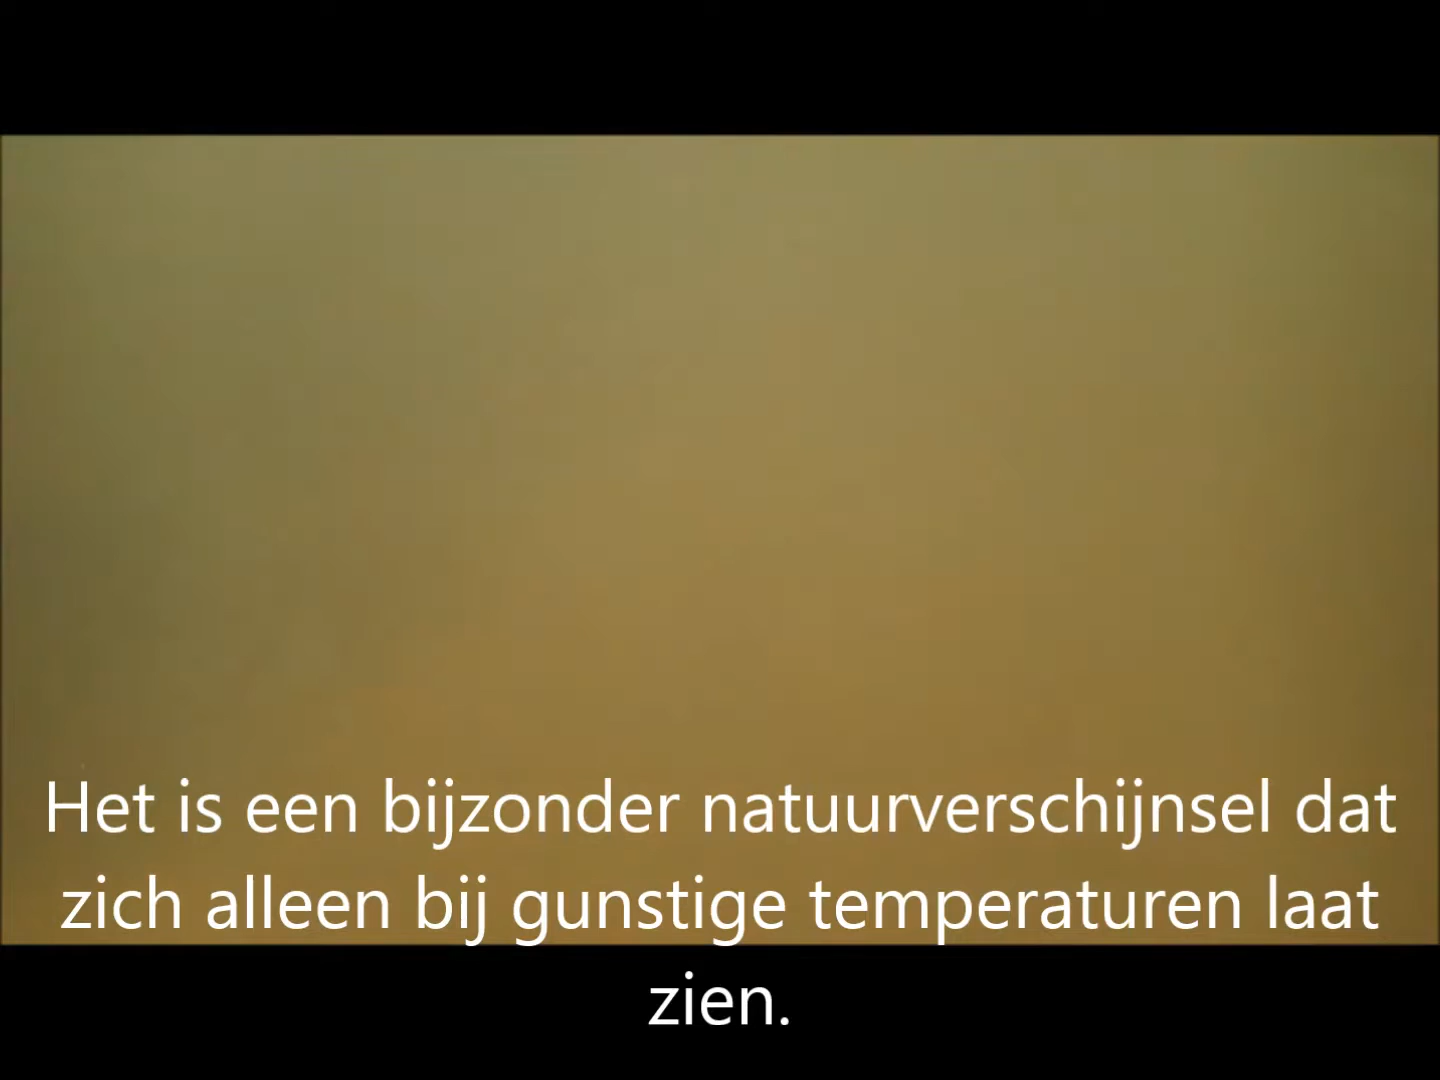 Het is een bijzonder natuurverschijnsel dat
zich alleen bij gunstige temperaturen laat
zien.